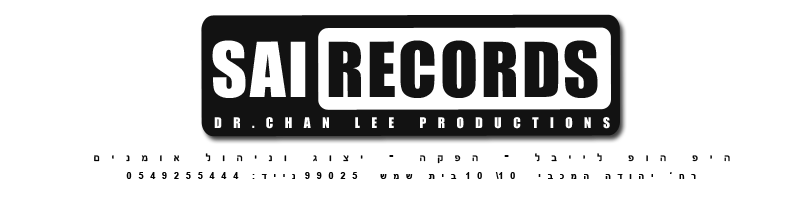 SAI RECORDS
DR.CHAN LEE PRODUCTIONS
היפ הופ לייבל - הפקה - יצוג וניהול אומנים
רח' יהודה המכבי 10\10 בית שמש 99025 נייד: 0549255444